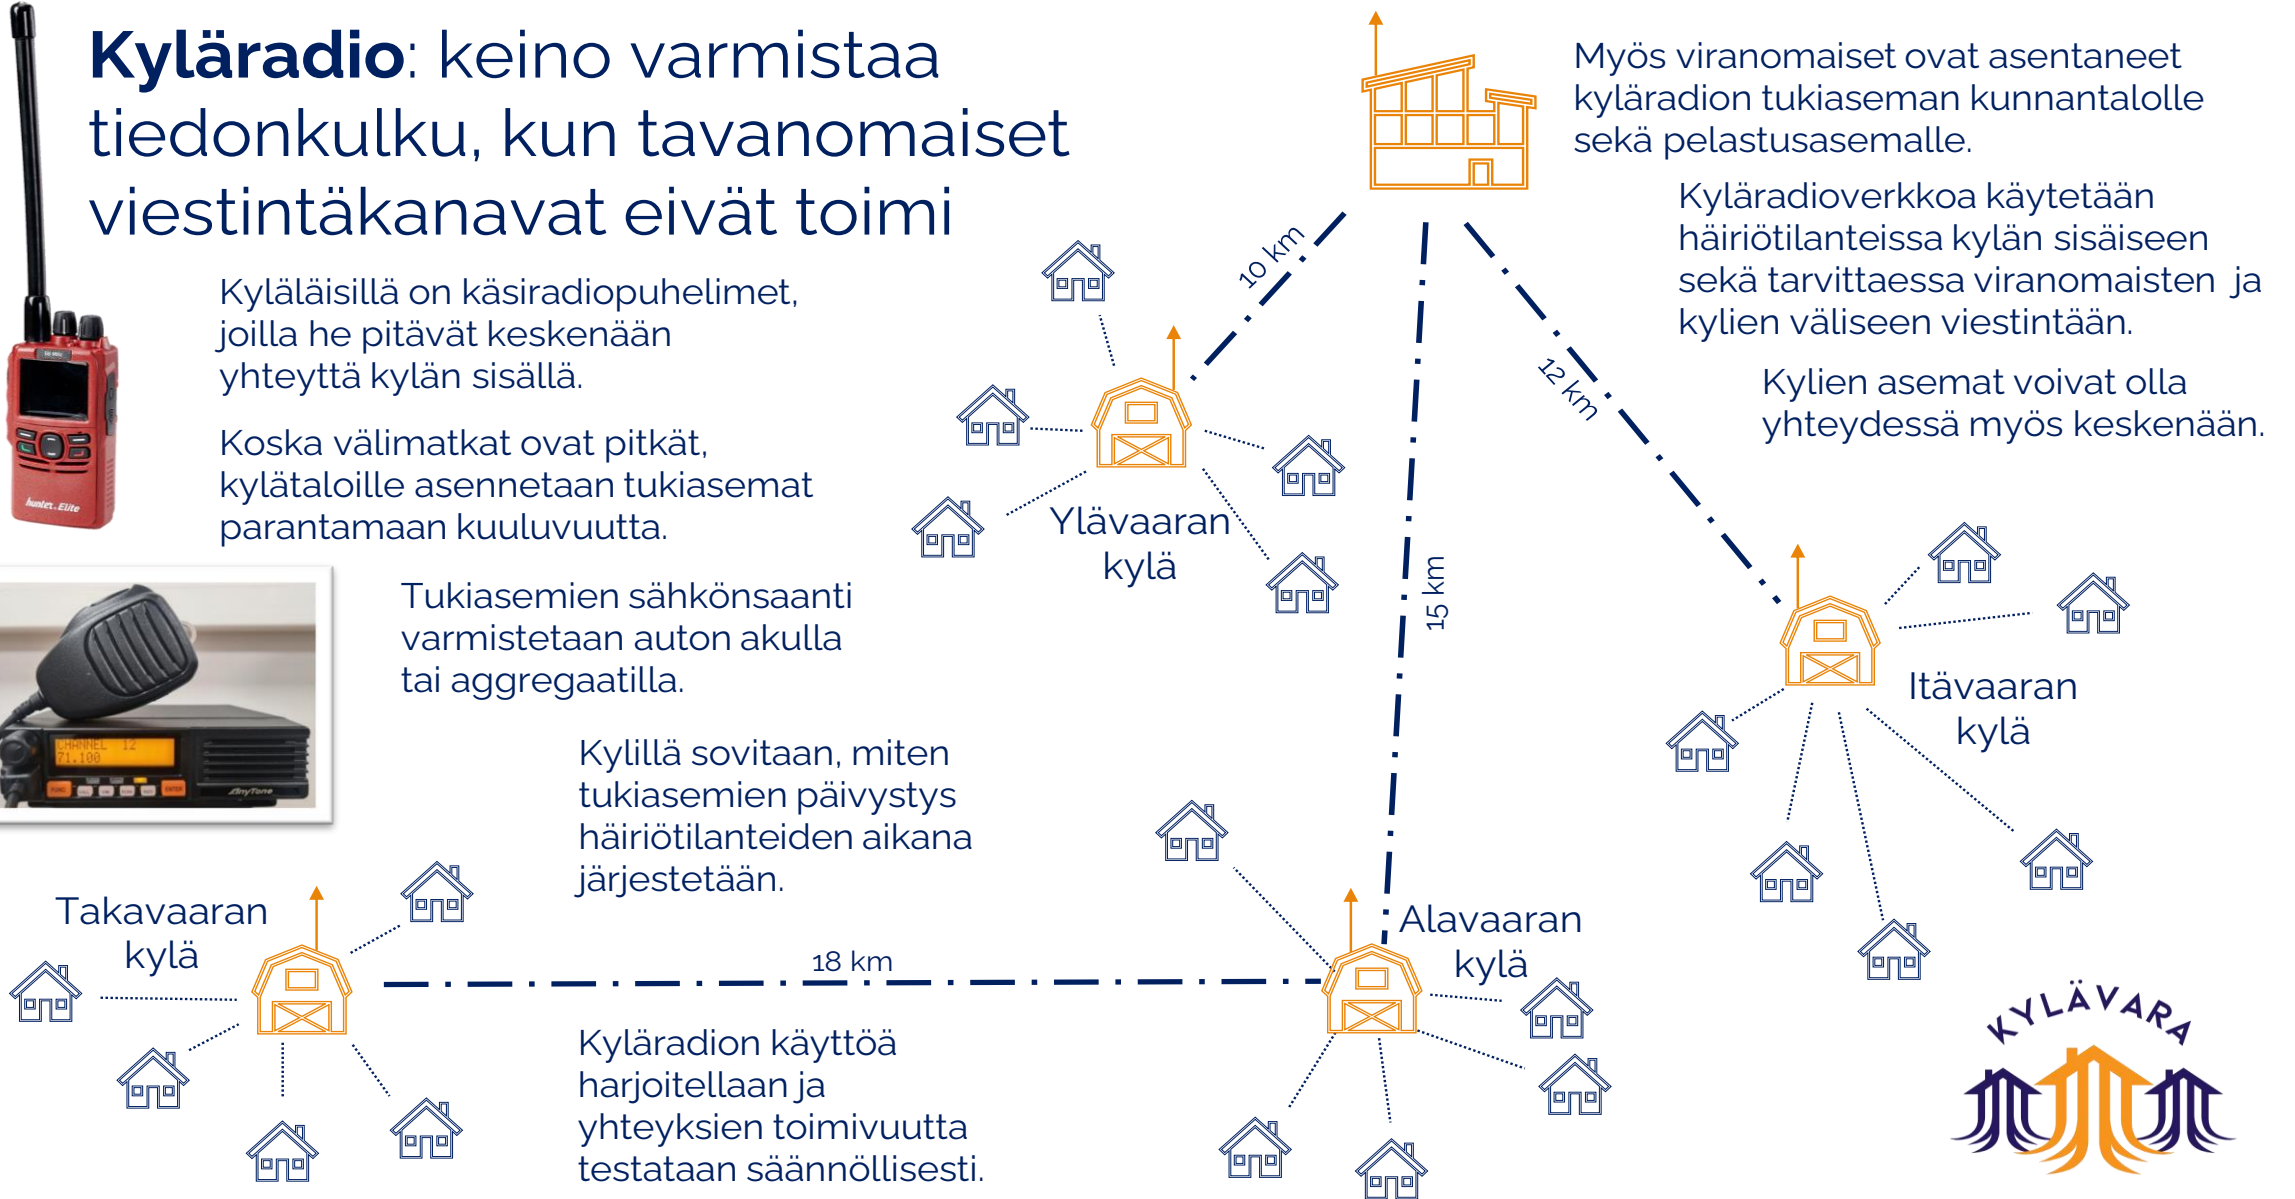 Kyläradio: keino varmistaa
tiedonkulku, kun tavanomaiset
viestintäkanavat eivät toimi
Kyläläisillä on käsiradiopuhelimet,
joilla he pitävät keskenään
yhteyttä kylän sisällä.
Koska välimatkat ovat pitkät,
kylätaloille asennetaan tukiasemat
parantamaan kuuluvuutta.
hunter Elite
Tukiasemien sähkönsaanti
varmistetaan auton akulla
tai aggregaatilla.
CHANNEL 12
71.100
FUNC
ENTER
AnyTone
Kylillä sovitaan, miten
tukiasemien päivystys
häiriötilanteiden aikana
järjestetään.
Kyläradion käyttöä
harjoitellaan ja
yhteyksien toimivuutta
testataan säännöllisesti.
Myös viranomaiset ovat asentaneet
kyläradion tukiaseman kunnantalolle
sekä pelastusasemalle.
Kyläradioverkkoa käytetään
häiriötilanteissa kylän sisäiseen
sekä tarvittaessa viranomaisten ja
kylien väliseen viestintään.
Kylien asemat voivat olla
yhteydessä myös keskenään.
10 km
12 km
15 km
18 km
Ylävaaran
kylä
Itävaaran
kylä
Takavaaran
kylä
Alavaaran
kylä
KYLÄVARA